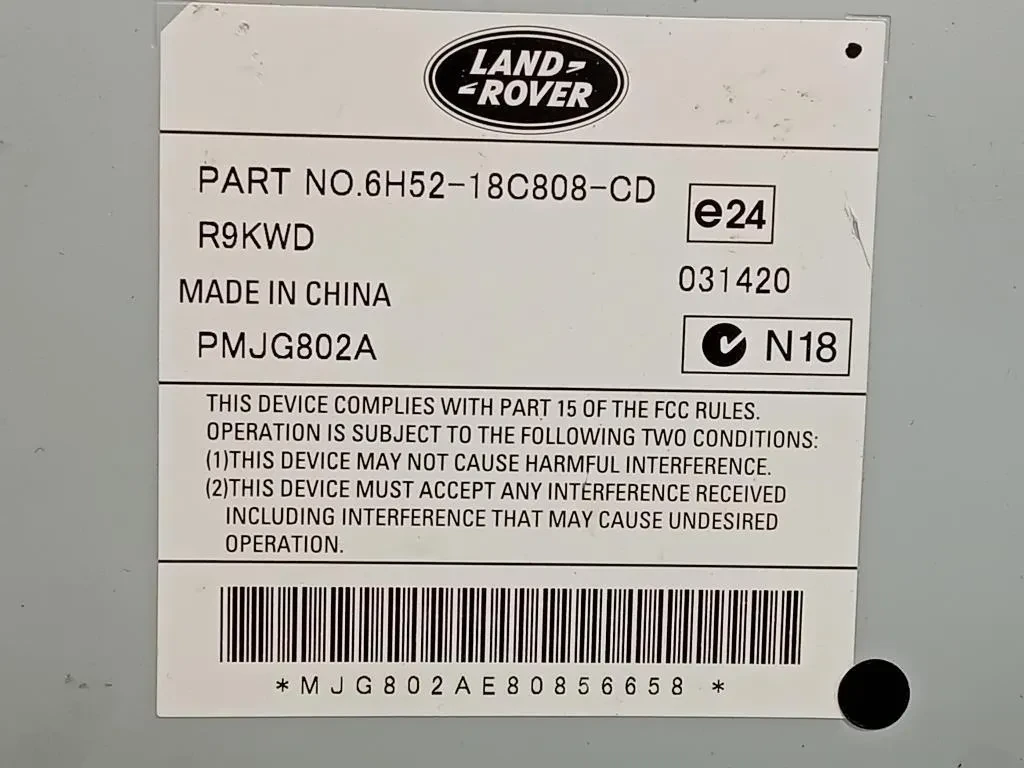 LAND-
-ROVER
PART NO.6H52-18C808-CD
e24
R9KWD
031420
MADE IN CHINA
PMJG802A
N18
THIS DEVICE COMPLIES WITH PART 15 OF THE FCC RULES.
OPERATION IS SUBJECT TO THE FOLLOWING TWO CONDITIONS:
(1)THIS DEVICE MAY NOT CAUSE HARMFUL INTERFERENCE.
(2)THIS DEVICE MUST ACCEPT ANY INTERFERENCE RECEIVED
INCLUDING INTERFERENCE THAT MAY CAUSE UNDESIRED
OPERATION.
*MJG802AE80856658 *